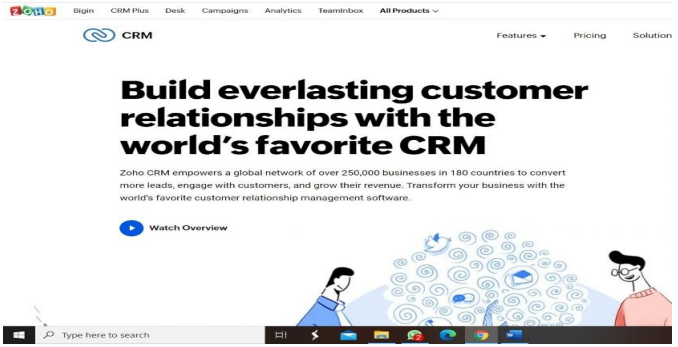 ZOHO Bigin CRM Plus Desk Campaigns Analytics TeamInbox All Products
CRM Features Pricing Solution
Build everlasting customer
relationships with the
world's favorite CRM
Zoho CRM empowers a global network of over 250,000 businesses in 180 countries to convert
more leads, engage with customers, and grow their revenue. Transform your business with the
world's favorite customer relationship management software.
Watch Overview
Type here to search